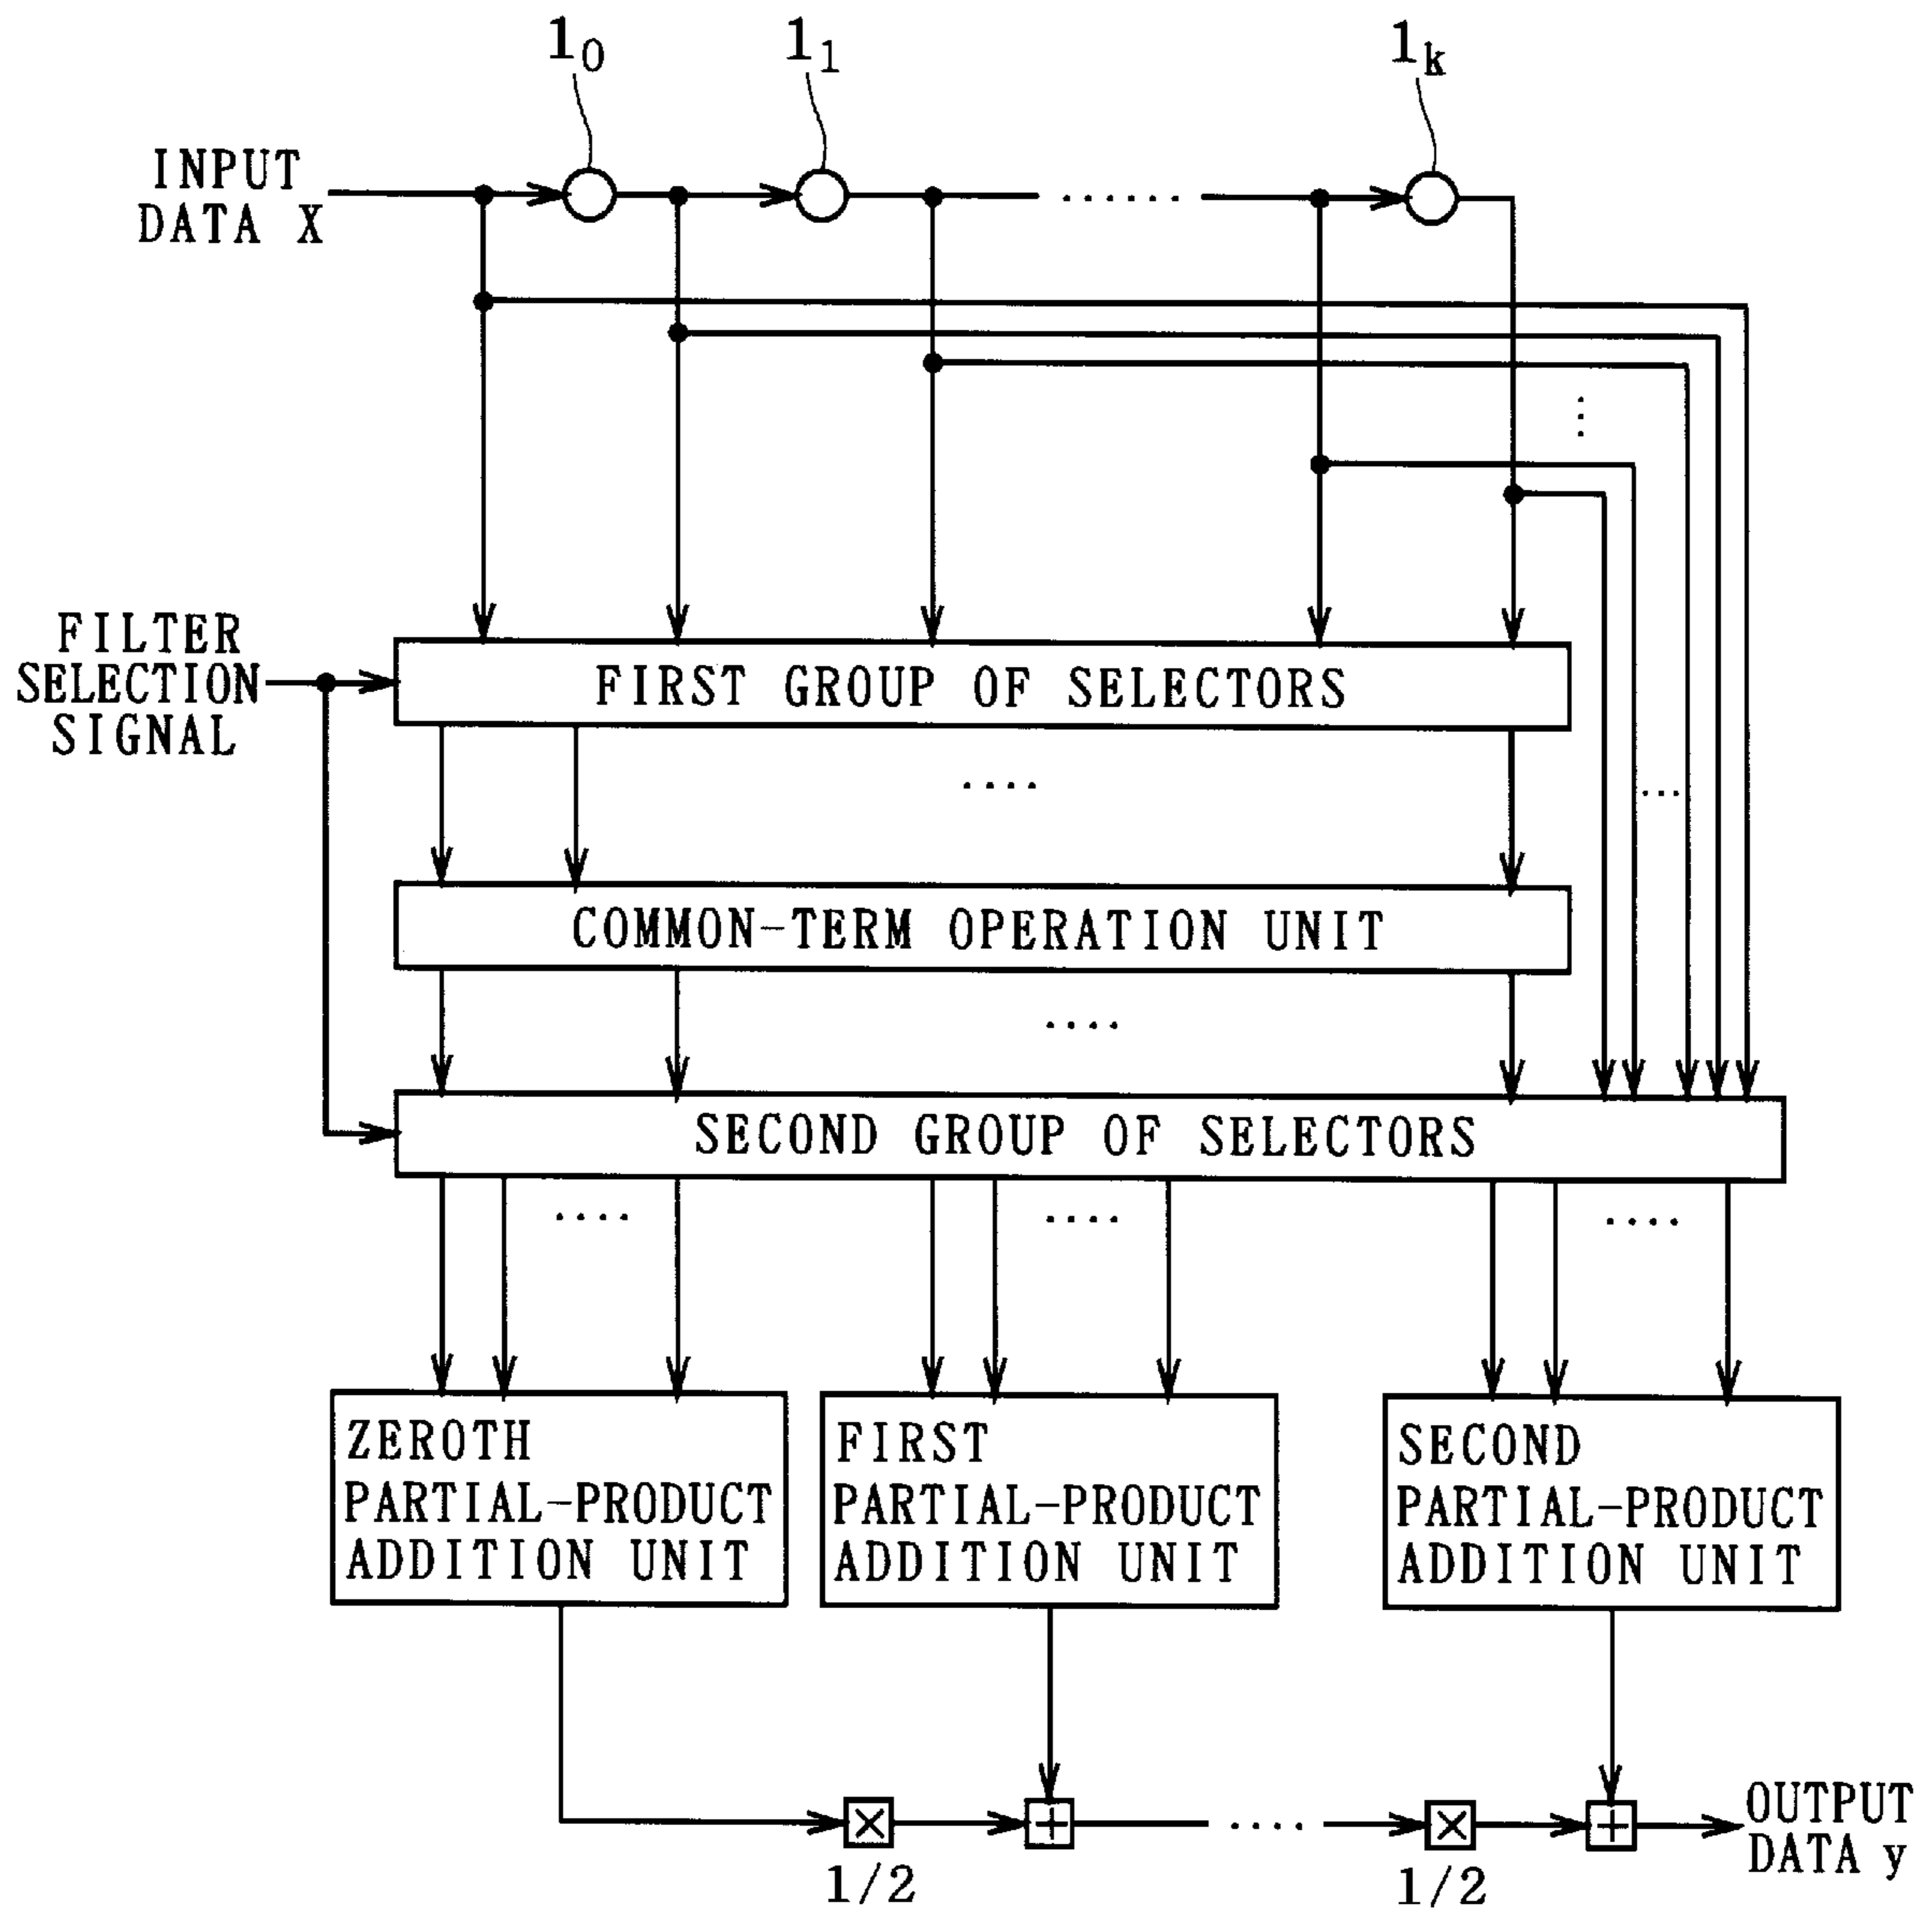 1₀
1₁
1ₖ
INPUT
DATA X
FILTER
SELECTION
SIGNAL
FIRST GROUP OF SELECTORS
COMMON-TERM OPERATION UNIT
SECOND GROUP OF SELECTORS
ZEROTH
PARTIAL-PRODUCT
ADDITION UNIT
FIRST
PARTIAL-PRODUCT
ADDITION UNIT
SECOND
PARTIAL-PRODUCT
ADDITION UNIT
×
+
×
+
OUTPUT
DATA y
1/2
1/2